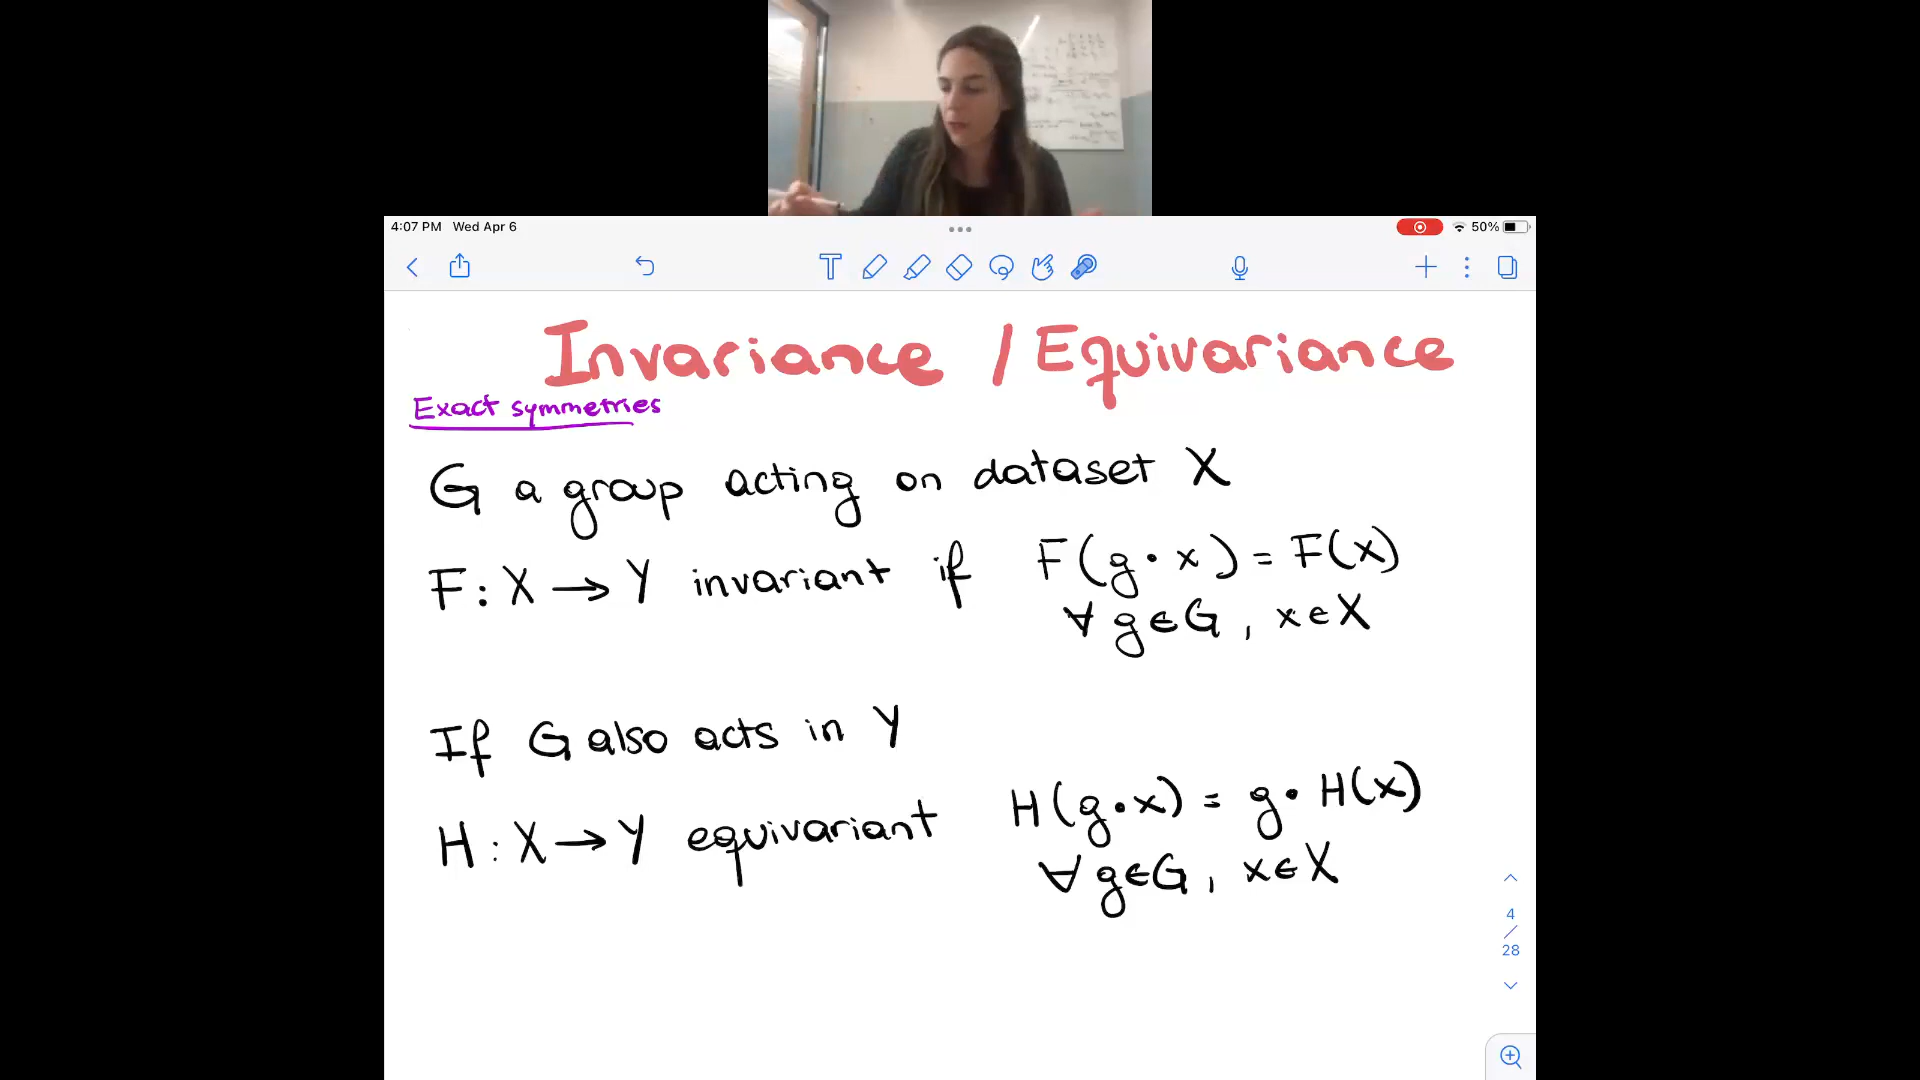 4:07 PM Wed Apr 6
50%
T
Invariance / Equivariance
Exact symmetries
G a group acting on dataset X
F : X → Y invariant if F(g · x) = F(x)
∀ g ∈ G , x ∈ X
If G also acts in Y
H : X → Y equivariant H(g · x) = g · H(x)
∀ g ∈ G , x ∈ X
4
/
28